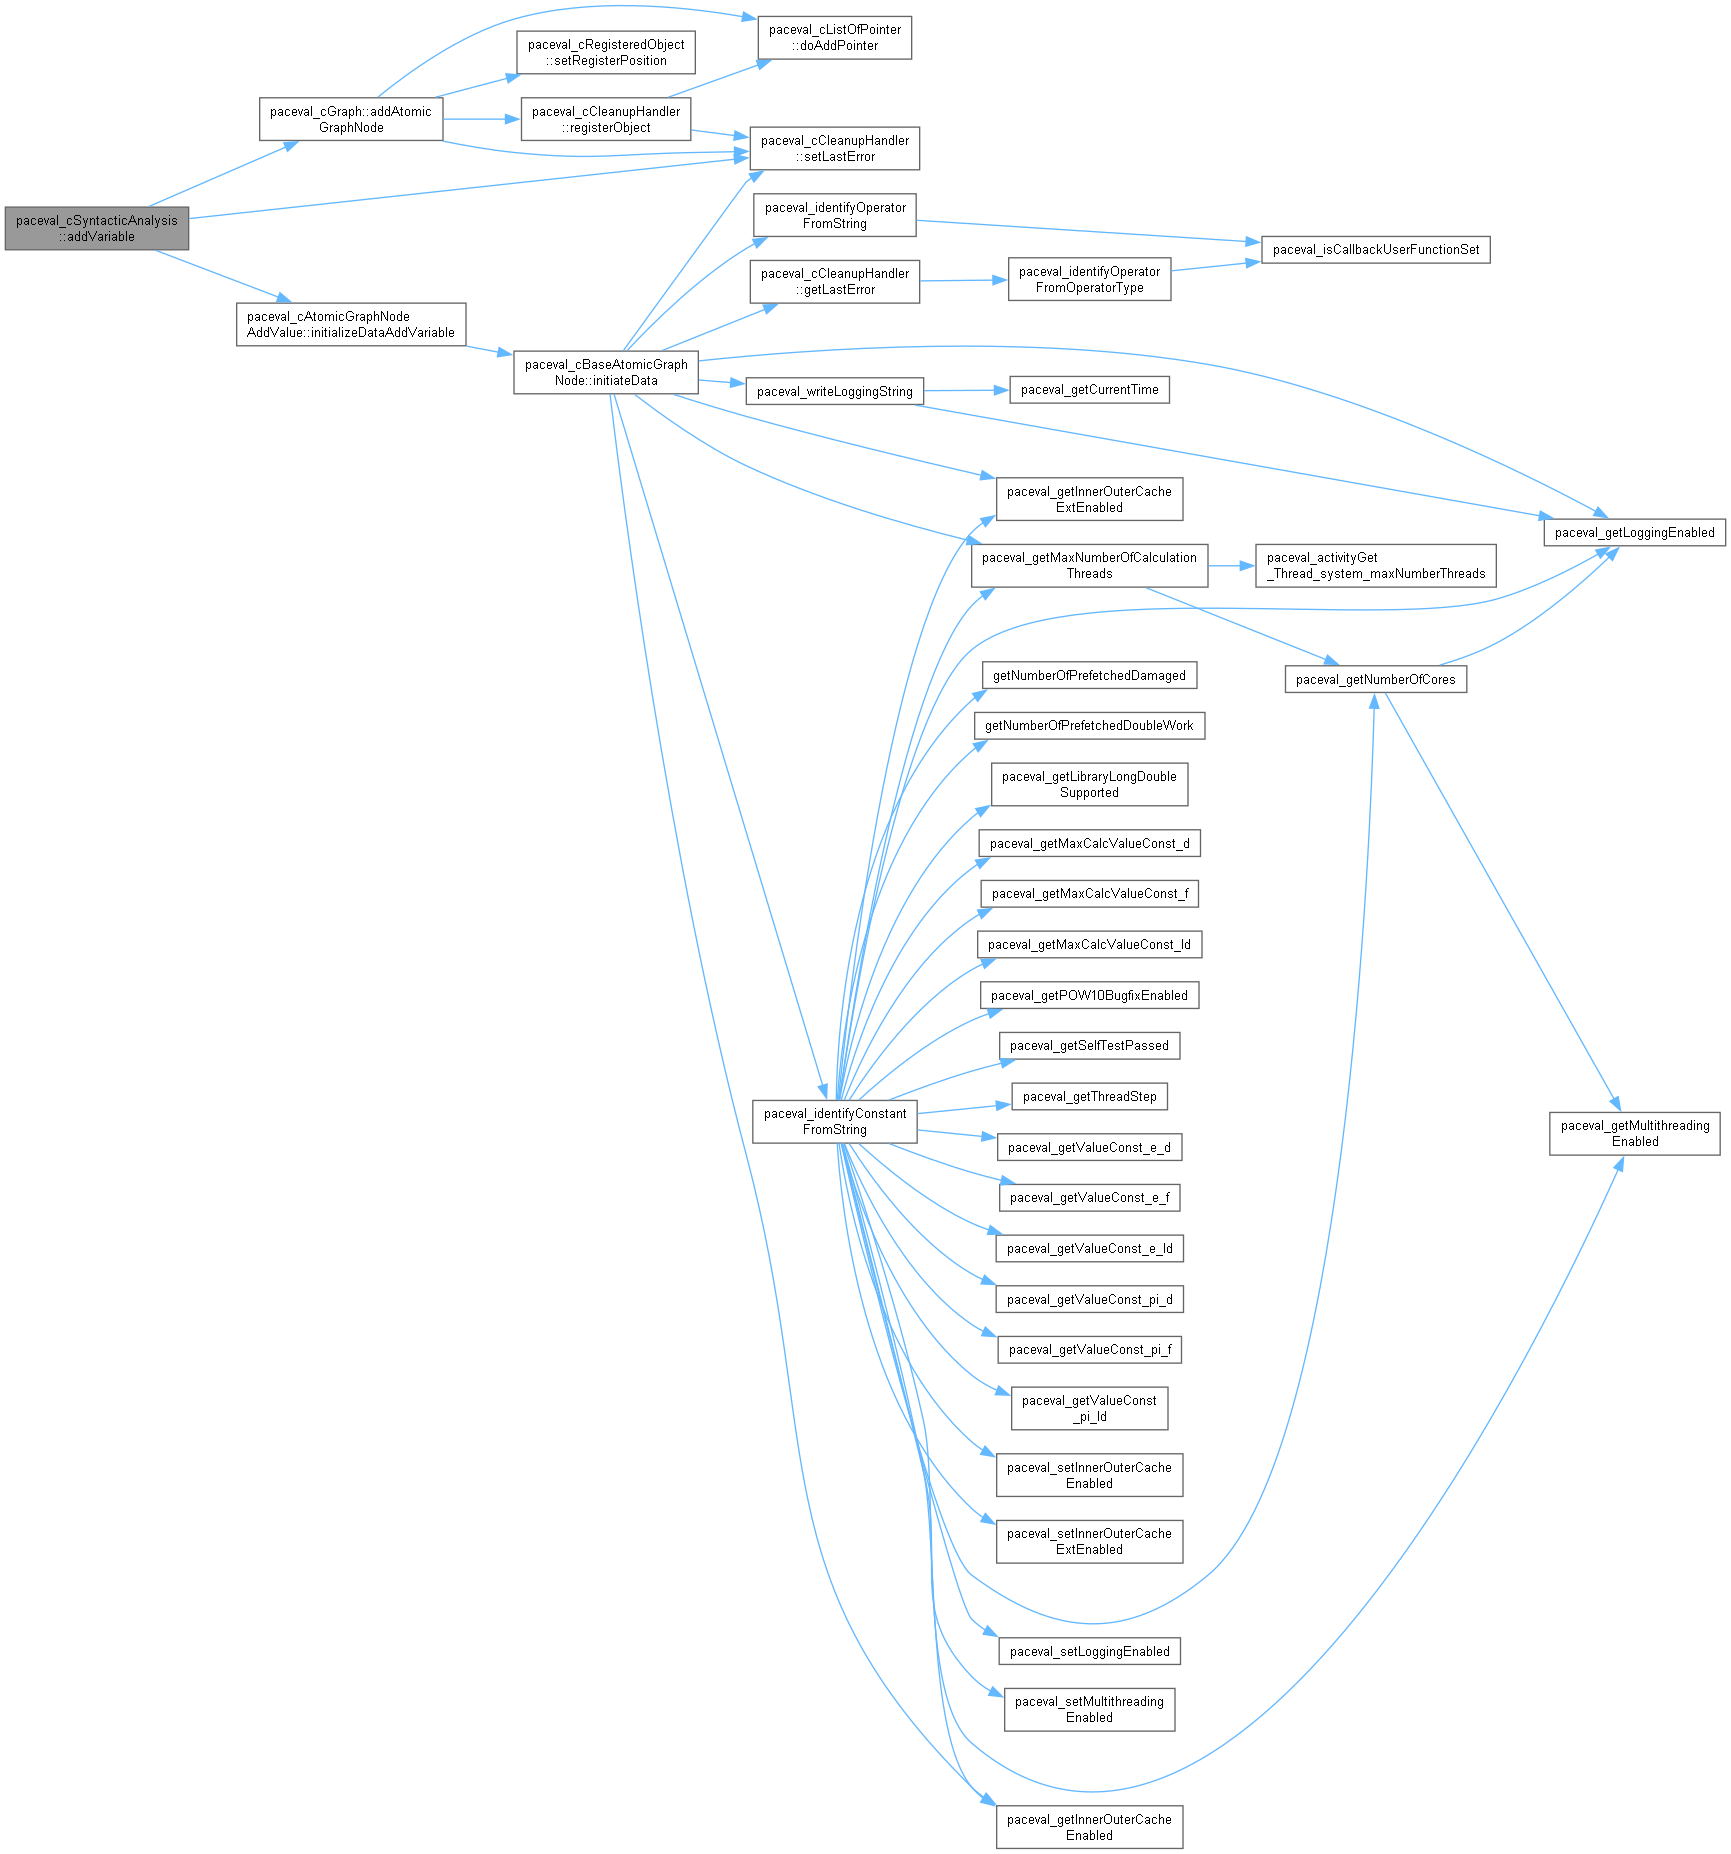 paceval_cListOfPointer
::doAddPointer
paceval_cRegisteredObject
::setRegisterPosition
paceval_cGraph::addAtomic
GraphNode
paceval_cCleanupHandler
::registerObject
paceval_cCleanupHandler
::setLastError
paceval_cSyntacticAnalysis
::addVariable
paceval_identifyOperator
FromString
paceval_isCallbackUserFunctionSet
paceval_cCleanupHandler
::getLastError
paceval_identifyOperator
FromOperatorType
paceval_cAtomicGraphNode
AddValue::initializeDataAddVariable
paceval_cBaseAtomicGraph
Node::initiateData
paceval_writeLoggingString
paceval_getCurrentTime
paceval_getInnerOuterCache
ExtEnabled
paceval_getLoggingEnabled
paceval_getMaxNumberOfCalculation
Threads
paceval_activityGet
_Thread_system_maxNumberThreads
getNumberOfPrefetchedDamaged
paceval_getNumberOfCores
getNumberOfPrefetchedDoubleWork
paceval_getLibraryLongDouble
Supported
paceval_getMaxCalcValueConst_d
paceval_getMaxCalcValueConst_f
paceval_getMaxCalcValueConst_ld
paceval_getPOW10BugfixEnabled
paceval_getSelfTestPassed
paceval_getThreadStep
paceval_identifyConstant
FromString
paceval_getMultithreading
Enabled
paceval_getValueConst_e_d
paceval_getValueConst_e_f
paceval_getValueConst_e_ld
paceval_getValueConst_pi_d
paceval_getValueConst_pi_f
paceval_getValueConst
_pi_ld
paceval_setInnerOuterCache
Enabled
paceval_setInnerOuterCache
ExtEnabled
paceval_setLoggingEnabled
paceval_setMultithreading
Enabled
paceval_getInnerOuterCache
Enabled